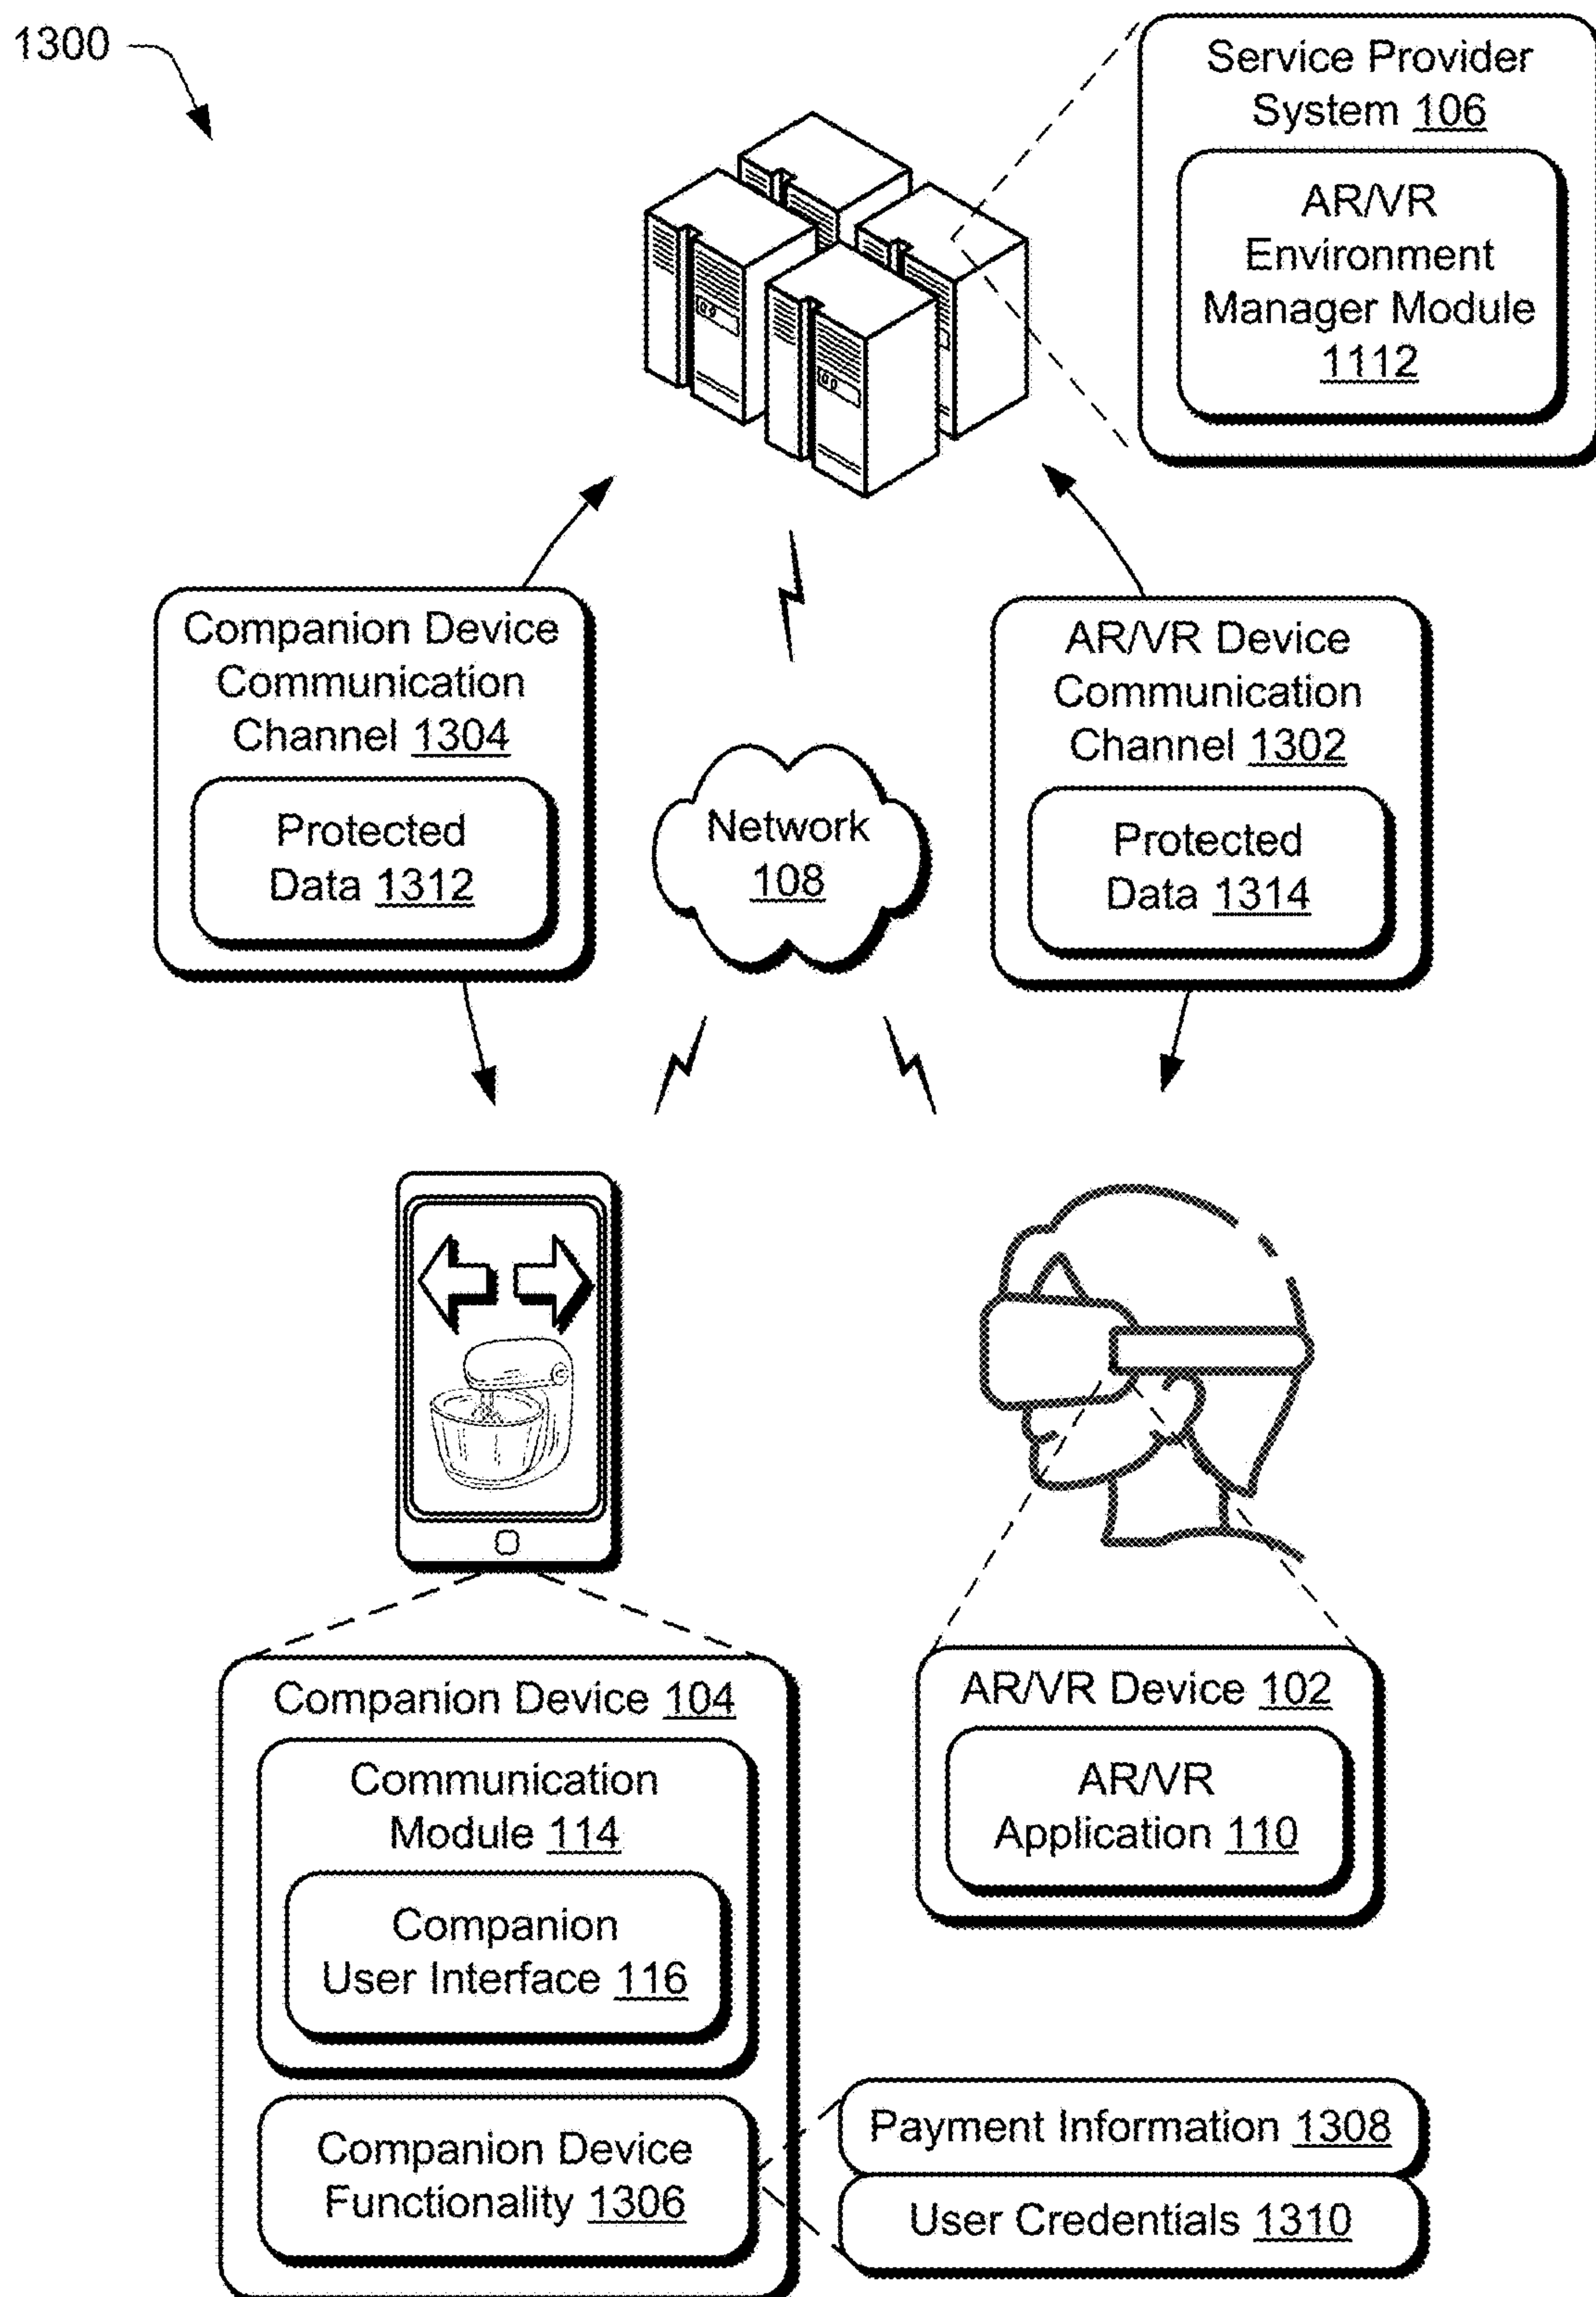 1300
Service Provider
System 106
AR/VR
Environment
Manager Module
1112
Companion Device
Communication
Channel 1304
Protected
Data 1312
Network
108
AR/VR Device
Communication
Channel 1302
Protected
Data 1314
Companion Device 104
Communication
Module 114
Companion
User Interface 116
Companion Device
Functionality 1306
AR/VR Device 102
AR/VR
Application 110
Payment Information 1308
User Credentials 1310